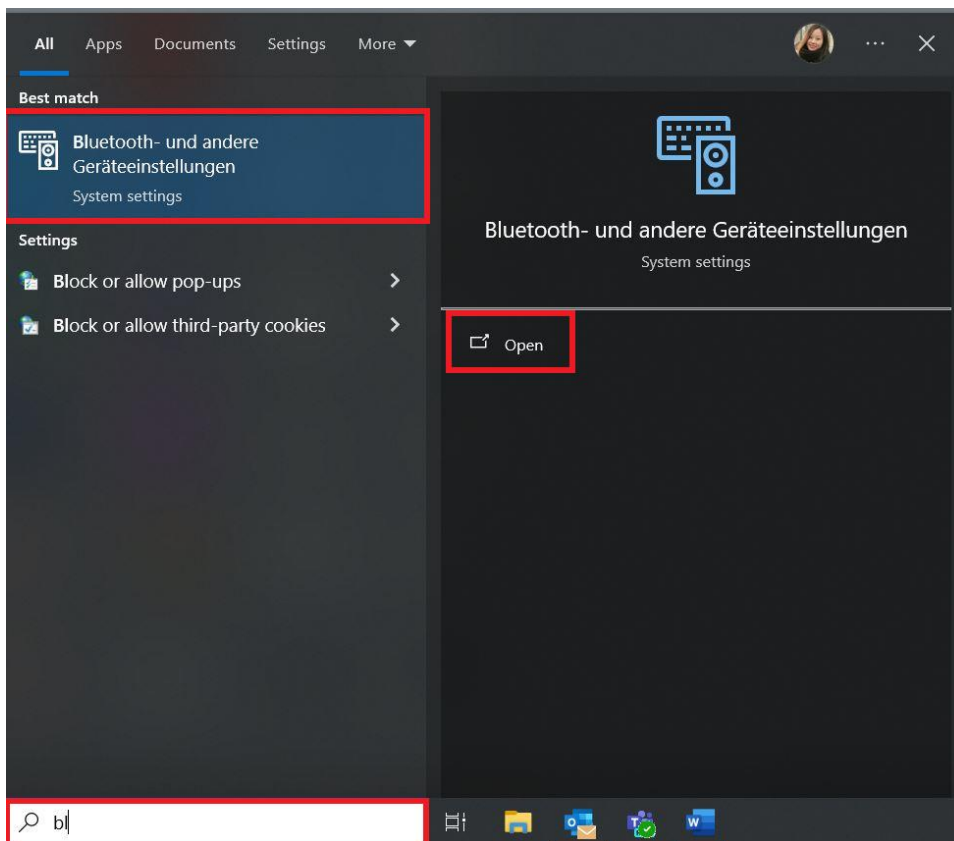 All Apps Documents Settings More
Best match
Bluetooth- und andere
Geräteeinstellungen
System settings
Settings
Block or allow pop-ups
Block or allow third-party cookies
Bluetooth- und andere Geräteeinstellungen
System settings
Open
bl